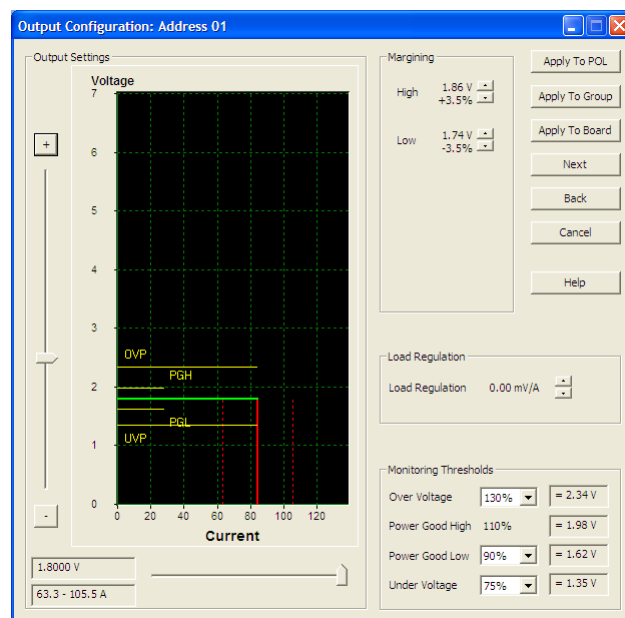 Output Configuration: Address 01
Output Settings
Voltage
7
6
5
4
3
2
1
0
OVP
PGH
PGL
UVP
0 20 40 60 80 100 120
Current
+
-
1.8000 V
63.3 - 105.5 A
Margining
High 1.86 V
+3.5%
Low 1.74 V
-3.5%
Apply To POL
Apply To Group
Apply To Board
Next
Back
Cancel
Help
Load Regulation
Load Regulation 0.00 mV/A
Monitoring Thresholds
Over Voltage 130% = 2.34 V
Power Good High 110% = 1.98 V
Power Good Low 90% = 1.62 V
Under Voltage 75% = 1.35 V